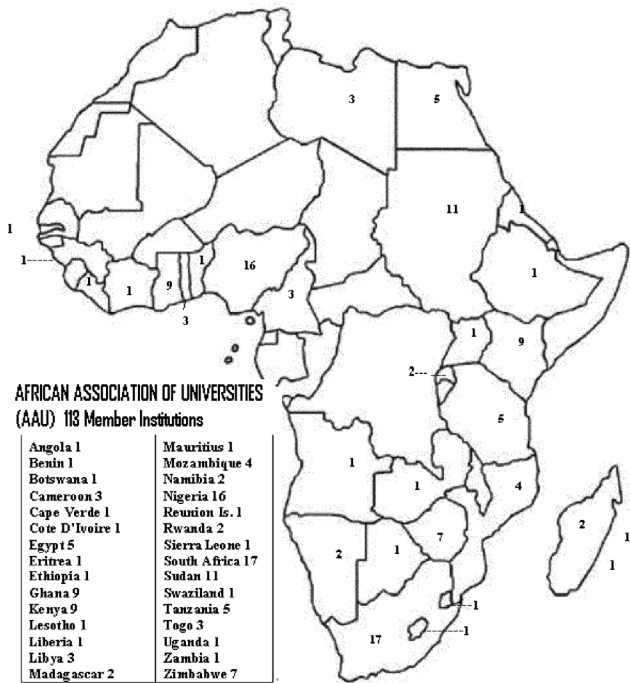 3
5
1
11
1
1
1
16
1
1
1
9
3
3
1
9
2
5
AFRICAN ASSOCIATION OF UNIVERSITIES
(AAU) 113 Member Institutions
Angola 1
Benin 1
Botswana 1
Cameroon 3
Cape Verde 1
Cote D'Ivoire 1
Egypt 5
Eritrea 1
Ethiopia 1
Ghana 9
Kenya 9
Lesotho 1
Liberia 1
Libya 3
Madagascar 2
Mauritius 1
Mozambique 4
Namibia 2
Nigeria 16
Reunion Is. 1
Rwanda 2
Sierra Leone 1
South Africa 17
Sudan 11
Swaziland 1
Tanzania 5
Togo 3
Uganda 1
Zambia 1
Zimbabwe 7
1
1
4
2
1
7
2
1
1
1
17
1